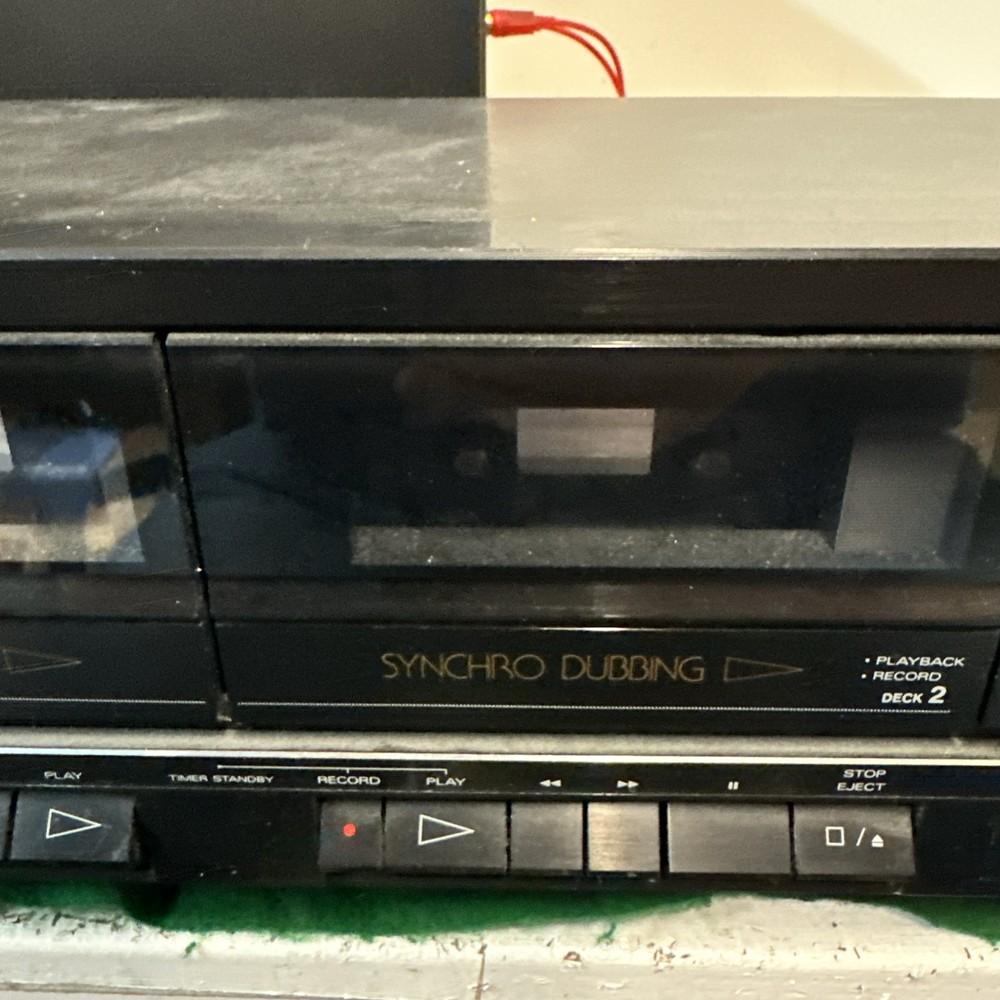 SYNCHRO DUBBING
• PLAYBACK
• RECORD
DECK 2
PLAY
TIMER STANDBY
RECORD
PLAY
STOP
EJECT